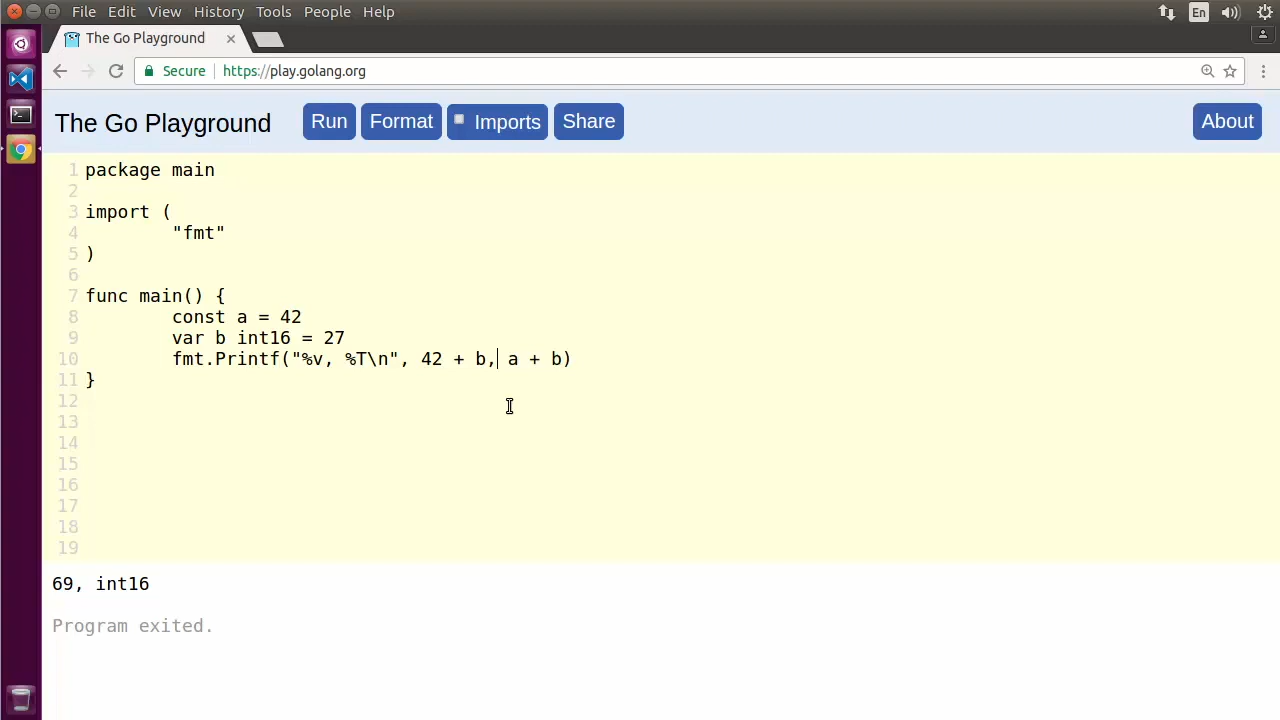 File Edit View History Tools People Help
En
The Go Playground
Secure https://play.golang.org
The Go Playground Run Format Imports Share About
1 package main
2
3 import (
4 "fmt"
5 )
6
7 func main() {
8 const a = 42
9 var b int16 = 27
10 fmt.Printf("%v, %T\n", 42 + b, a + b)
11 }
12
13
14
15
16
17
18
19
69, int16
Program exited.